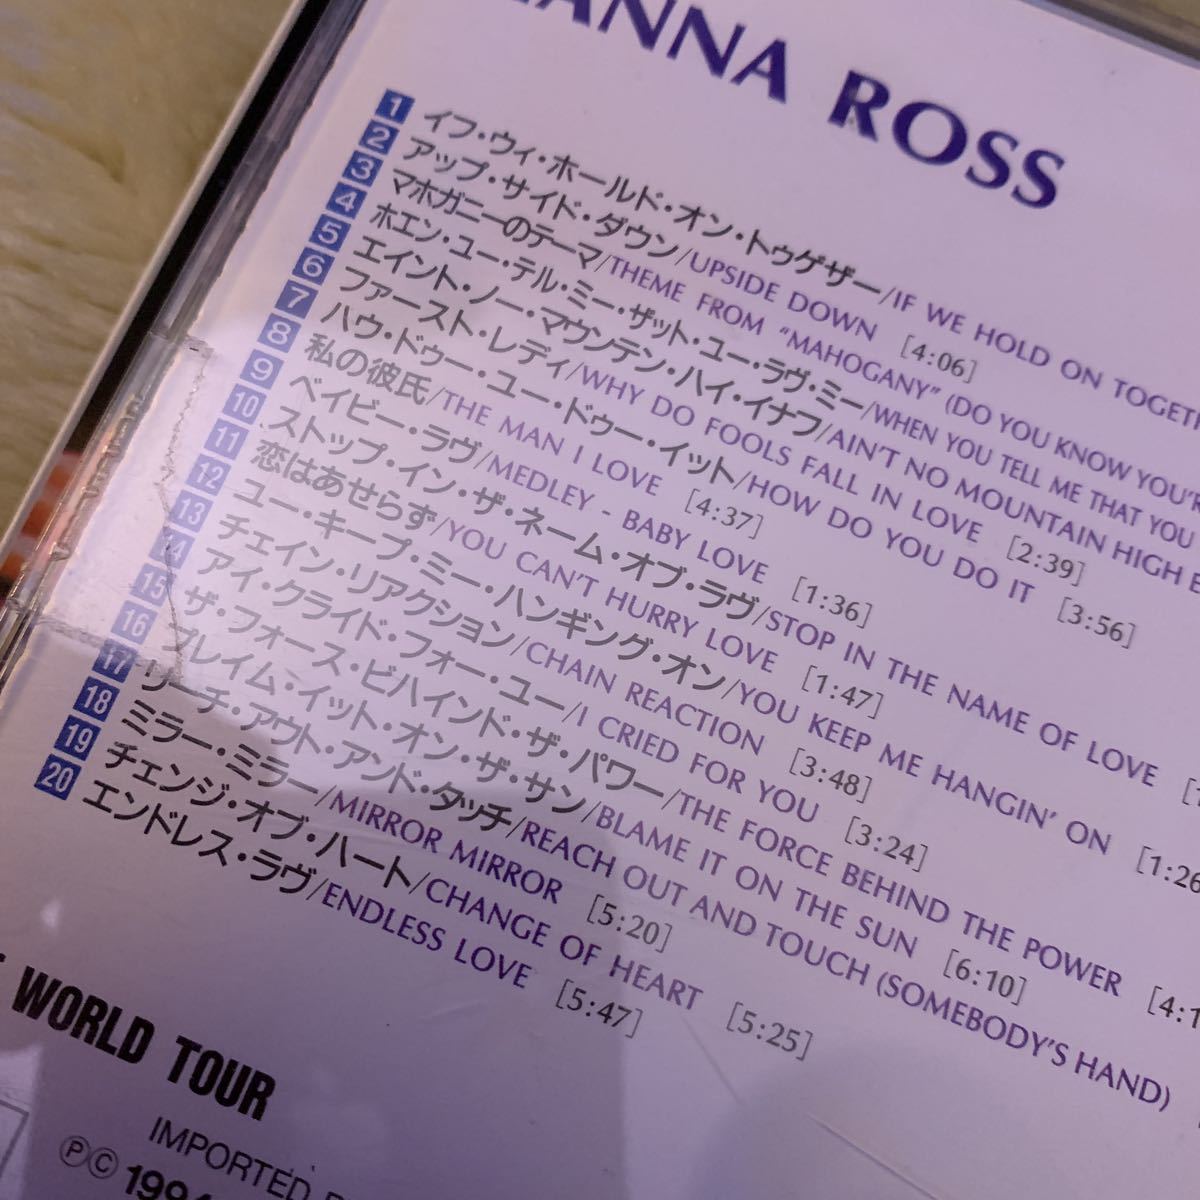 ROSS
1 イフ・ウィ・ホールド・オン・トゥゲザー/IF WE HOLD ON
2 アップ・サイド・ダウン/UPSIDE DOWN [4:06]
3 マホガニーのテーマ/THEME FROM "MAHOGANY" (DO YOU KNOW
4 ホエン・ユー・テル・ミー・ザット・ユー・ラヴ・ミー/WHEN YOU TELL ME THAT YOU
5 エイント・ノー・マウンテン・ハイ・イナフ/AIN'T NO MOUNTAIN HIGH
6 ファースト・レディ/WHY DO FOOLS FALL IN LOVE [2:39]
7 ハウ・ドゥー・ユー・ドゥー・イット/HOW DO YOU DO IT [3:56]
8 私の彼氏/THE MAN I LOVE [4:37]
9 ベイビー・ラヴ/MEDLEY - BABY LOVE [1:36]
10 ストップ・イン・ザ・ネーム・オブ・ラヴ/STOP IN THE NAME OF LOVE
11 恋はあせらず/YOU CAN'T HURRY LOVE [1:47]
12 ユー・キープ・ミー・ハンギング・オン/YOU KEEP ME HANGIN' ON
13 チェイン・リアクション/CHAIN REACTION [3:48]
14 アイ・クライド・フォー・ユー/I CRIED FOR YOU [3:24]
15 ザ・フォース・ビハインド・ザ・パワー/THE FORCE BEHIND THE POWER
16 ブレイム・イット・オン・ザ・サン/BLAME IT ON THE SUN [6:10]
17 リーチ・アウト・アンド・タッチ/REACH OUT AND TOUCH (SOMEBODY'S HAND)
18 ミラー・ミラー/MIRROR MIRROR [5:20]
19 チェンジ・オブ・ハート/CHANGE OF HEART [5:25]
20 エンドレス・ラヴ/ENDLESS LOVE [5:47]
WORLD TOUR
IMPORTED
ⓅⒸ 1994